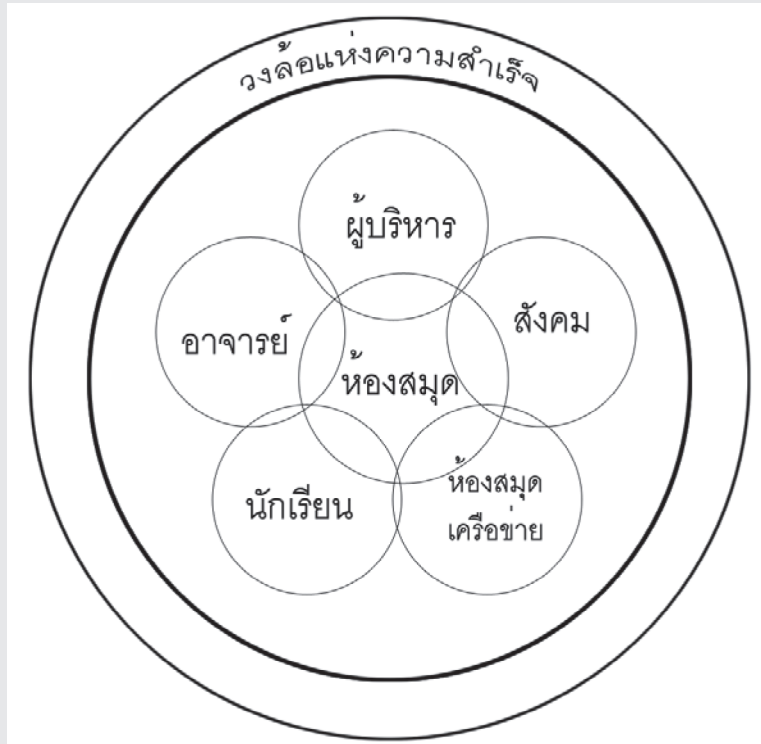 วงล้อแห่งความสำเร็จ
ผู้บริหาร
อาจารย์
สังคม
ห้องสมุด
นักเรียน
ห้องสมุด
เครือข่าย